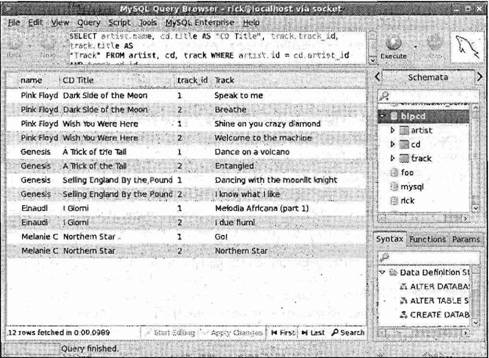 MySQL Query Browser - rick@localhost via socket
File Edit View Query Script Tools MySQL Enterprise Help
SELECT artist.name, cd.title AS "CD Title", track.track_id,
track.title AS
"Track" FROM artist, cd, track WHERE artist.id = cd.artist_id
Execute
Stop
name CD Title track_id Track
Pink Floyd Dark Side of the Moon 1 Speak to me
Pink Floyd Dark Side of the Moon 2 Breathe
Pink Floyd Wish You Were Here 1 Shine on you crazy diamond
Pink Floyd Wish You Were Here 2 Welcome to the machine
Genesis A Trick of the Tail 1 Dance on a volcano
Genesis A Trick of the Tail 2 Entangled
Genesis Selling England By the Pound 1 Dancing with the moonlit knight
Genesis Selling England By the Pound 2 I know what I like
Einaudi I Giorni 1 Melodia Africana (part 1)
Einaudi I Giorni 2 I due fiumi
Melanie C Northern Star 1 Go!
Melanie C Northern Star 2 Northern Star
12 rows fetched in 0:00.0989
Start Editing Apply Changes First Last Search
Query finished.
Schemata
blpcd
artist
cd
track
foo
mysql
rick
Syntax Functions Params
Data Definition St
ALTER DATABAS
ALTER TABLE S
CREATE DATAB